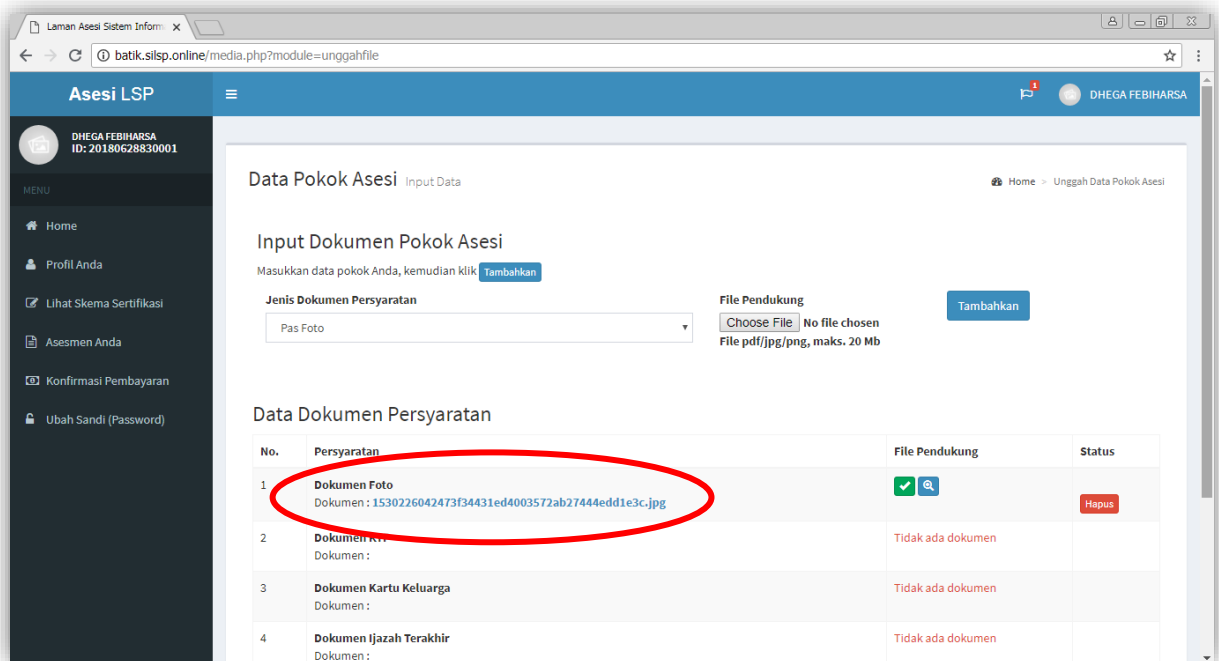 Laman Asesi Sistem Inform
batik.silsp.online/media.php?module=unggahfile
Asesi LSP
1
DHEGA FEBIHARSA
DHEGA FEBIHARSA
ID: 20180628830001
MENU
Home
Profil Anda
Lihat Skema Sertifikasi
Asesmen Anda
Konfirmasi Pembayaran
Ubah Sandi (Password)
Data Pokok Asesi Input Data
Home > Unggah Data Pokok Asesi
Input Dokumen Pokok Asesi
Masukkan data pokok Anda, kemudian klik Tambahkan
Jenis Dokumen Persyaratan
Pas Foto
File Pendukung
Choose File No file chosen
File pdf/jpg/png, maks. 20 Mb
Tambahkan
Data Dokumen Persyaratan
No. Persyaratan File Pendukung Status
1 Dokumen Foto
Dokumen : 1530226042473f34431ed4003572ab27444edd1e3c.jpg
Hapus
2 Dokumen Tidak ada dokumen
Dokumen :
3 Dokumen Kartu Keluarga Tidak ada dokumen
Dokumen :
4 Dokumen Ijazah Terakhir Tidak ada dokumen
Dokumen :